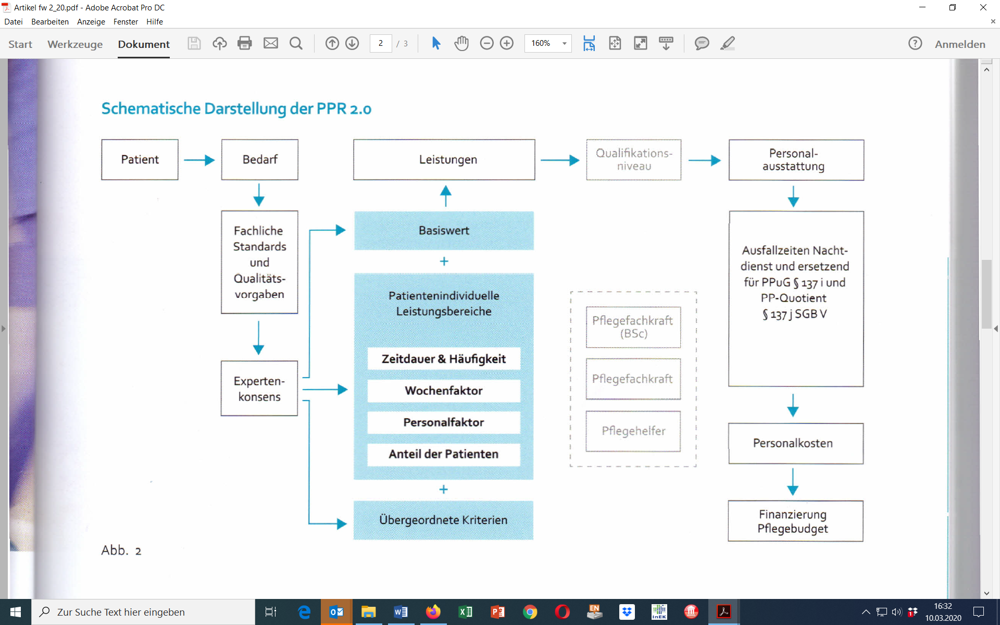 Artikel fw 2_20.pdf - Adobe Acrobat Pro DC
Datei Bearbeiten Anzeige Fenster Hilfe
Start Werkzeuge Dokument 2 / 3 160% Anmelden
Schematische Darstellung der PPR 2.0
Patient
Bedarf
Leistungen
Qualifikations-
niveau
Personal-
ausstattung
Fachliche
Standards
und
Qualitäts-
vorgaben
Experten-
konsens
Basiswert
+
Patientenindividuelle
Leistungsbereiche
Zeitdauer & Häufigkeit
Wochenfaktor
Personalfaktor
Anteil der Patienten
+
Übergeordnete Kriterien
Pflegefachkraft
(BSc)
Pflegefachkraft
Pflegehelfer
Ausfallzeiten Nacht-
dienst und ersetzend
für PPuG § 137 i und
PP-Quotient
§ 137 j SGB V
Personalkosten
Finanzierung
Pflegebudget
Abb. 2
Zur Suche Text hier eingeben
EN
InEK
1
16:32
10.03.2020